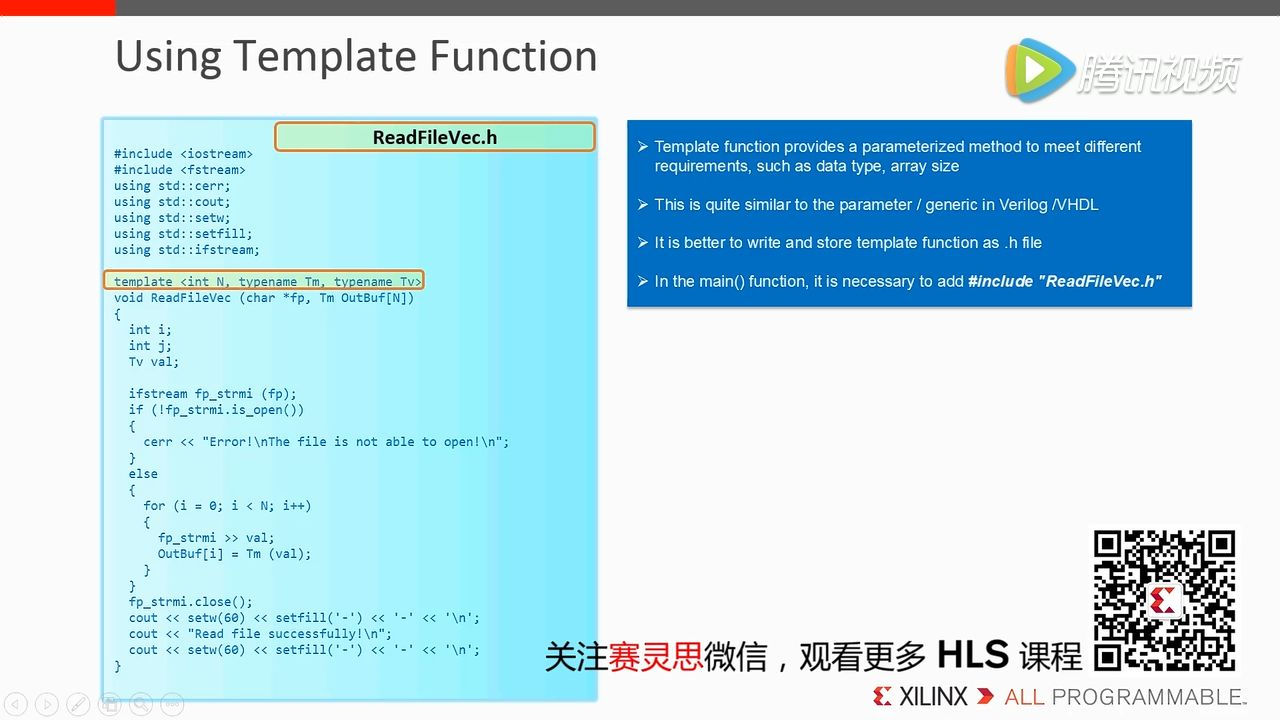 Using Template Function
腾讯视频
ReadFileVec.h
#include <iostream>
#include <fstream>
using std::cerr;
using std::cout;
using std::setw;
using std::setfill;
using std::ifstream;
template <int N, typename Tm, typename Tv>
void ReadFileVec (char *fp, Tm OutBuf[N])
{
int i;
int j;
Tv val;
ifstream fp_strmi (fp);
if (!fp_strmi.is_open())
{
cerr << "Error!\nThe file is not able to open!\n";
}
else
{
for (i = 0; i < N; i++)
{
fp_strmi >> val;
OutBuf[i] = Tm (val);
}
}
fp_strmi.close();
cout << setw(60) << setfill('-') << '-' << '\n';
cout << "Read file successfully!\n";
cout << setw(60) << setfill('-') << '-' << '\n';
}
Template function provides a parameterized method to meet different
requirements, such as data type, array size
This is quite similar to the parameter / generic in Verilog /VHDL
It is better to write and store template function as .h file
In the main() function, it is necessary to add #include "ReadFileVec.h"
关注赛灵思微信，观看更多 HLS 课程
XILINX ALL PROGRAMMABLE™